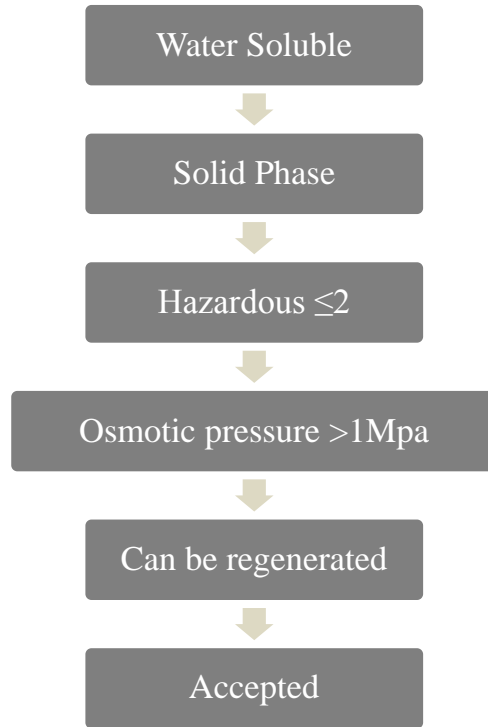 Water Soluble
Solid Phase
Hazardous ≤2
Osmotic pressure >1Mpa
Can be regenerated
Accepted